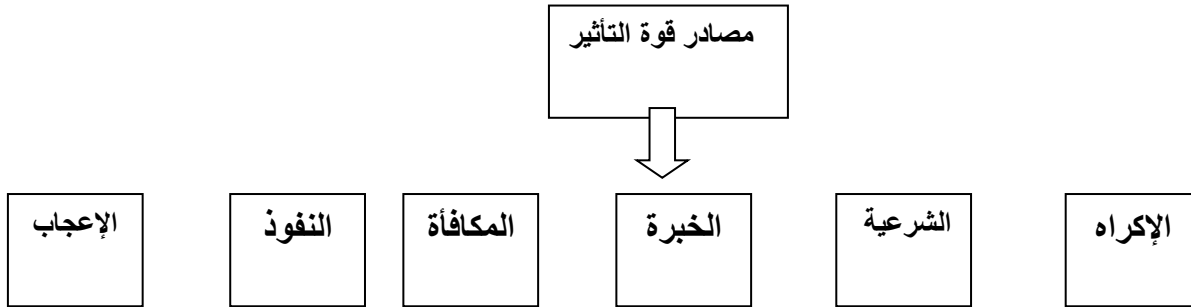 مصادر قوة التأثير
الإكراه
الشرعية
الخبرة
المكافأة
النفوذ
الإعجاب